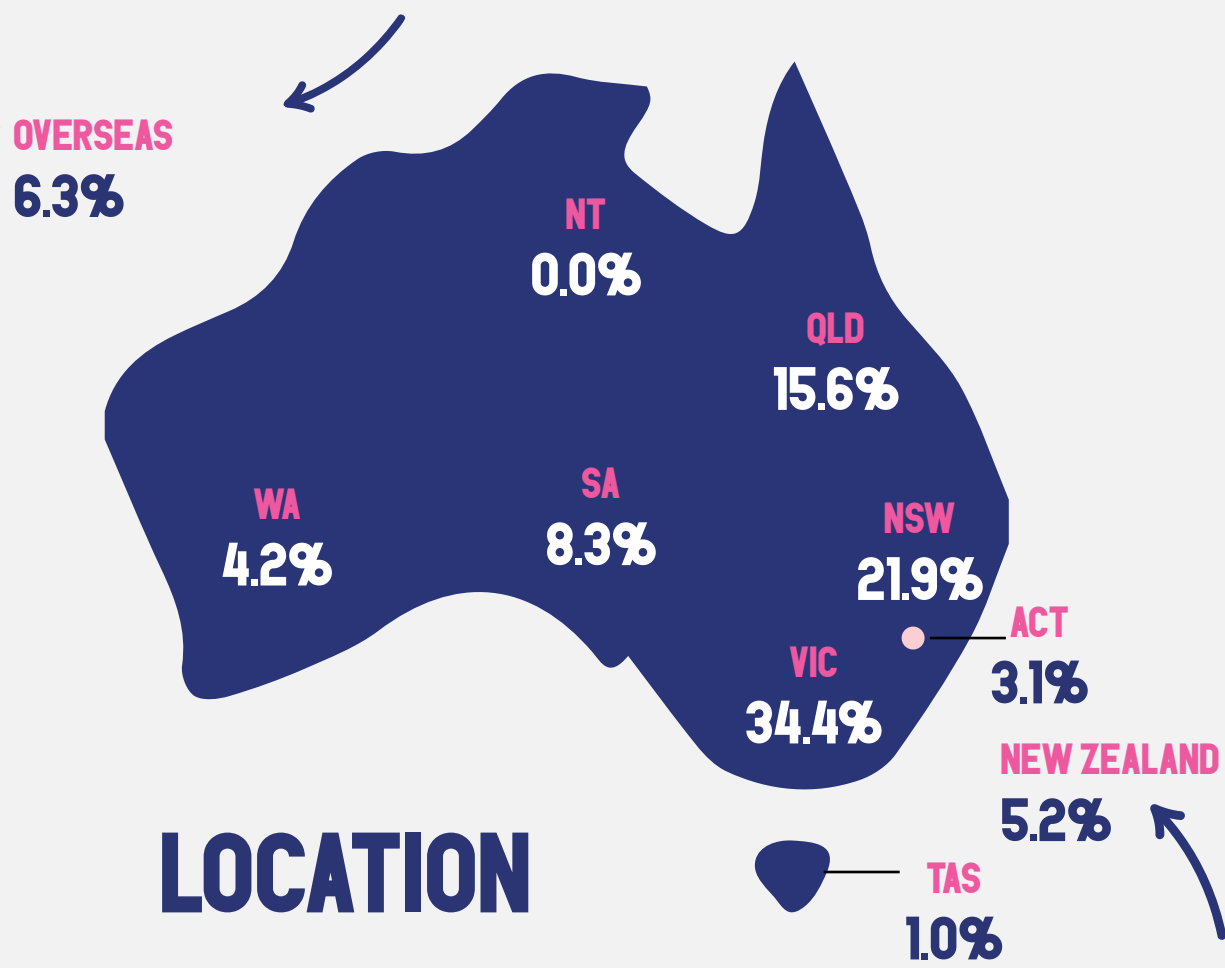 OVERSEAS
6.3%
NT
0.0%
QLD
15.6%
WA
4.2%
SA
8.3%
NSW
21.9%
ACT
3.1%
VIC
34.4%
NEW ZEALAND
5.2%
LOCATION
TAS
1.0%